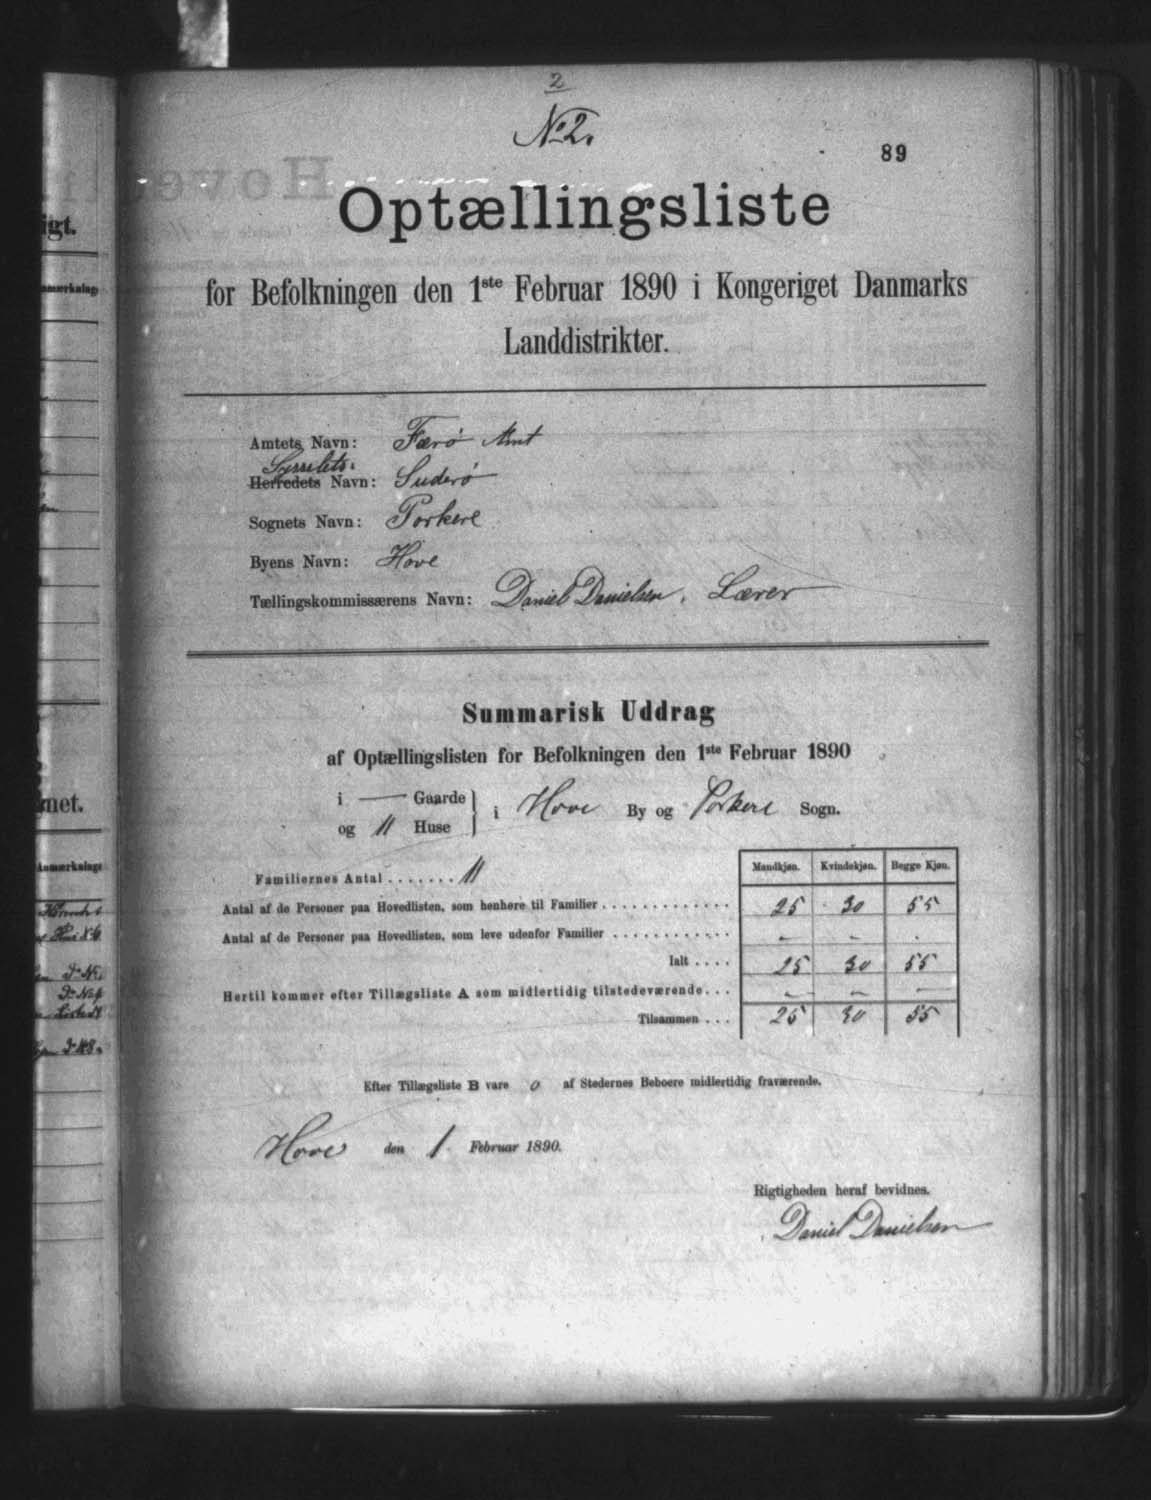 2
No 2.
89
Optællingsliste
for Befolkningen den 1ste Februar 1890 i Kongeriget Danmarks
Landdistrikter.
Amtets Navn: Færø Amt
Sysselets
Herredets Navn: Suderø
Sognets Navn: Porkere
Byens Navn: Hove
Tællingskommissærens Navn: Daniel Danielsen, Lærer
Summarisk Uddrag
af Optællingslisten for Befolkningen den 1ste Februar 1890
i — Gaarde
og 11 Huse } i Hove By og Porkere Sogn.
Mandkjøn. Kvindekjøn. Begge Kjøn.
Familiernes Antal ....... 11
Antal af de Personer paa Hovedlisten, som henhøre til Familier ............. 25 30 55
Antal af de Personer paa Hovedlisten, som leve udenfor Familier ............ – – .
Ialt .... 25 30 55
Hertil kommer efter Tillægsliste A som midlertidig tilstedeværende... – – –
Tilsammen ... 25 30 55
Efter Tillægsliste B vare 0 af Stedernes Beboere midlertidig fraværende.
Hove den 1 Februar 1890.
Rigtigheden heraf bevidnes.
Daniel Danielsen
igt.
net.